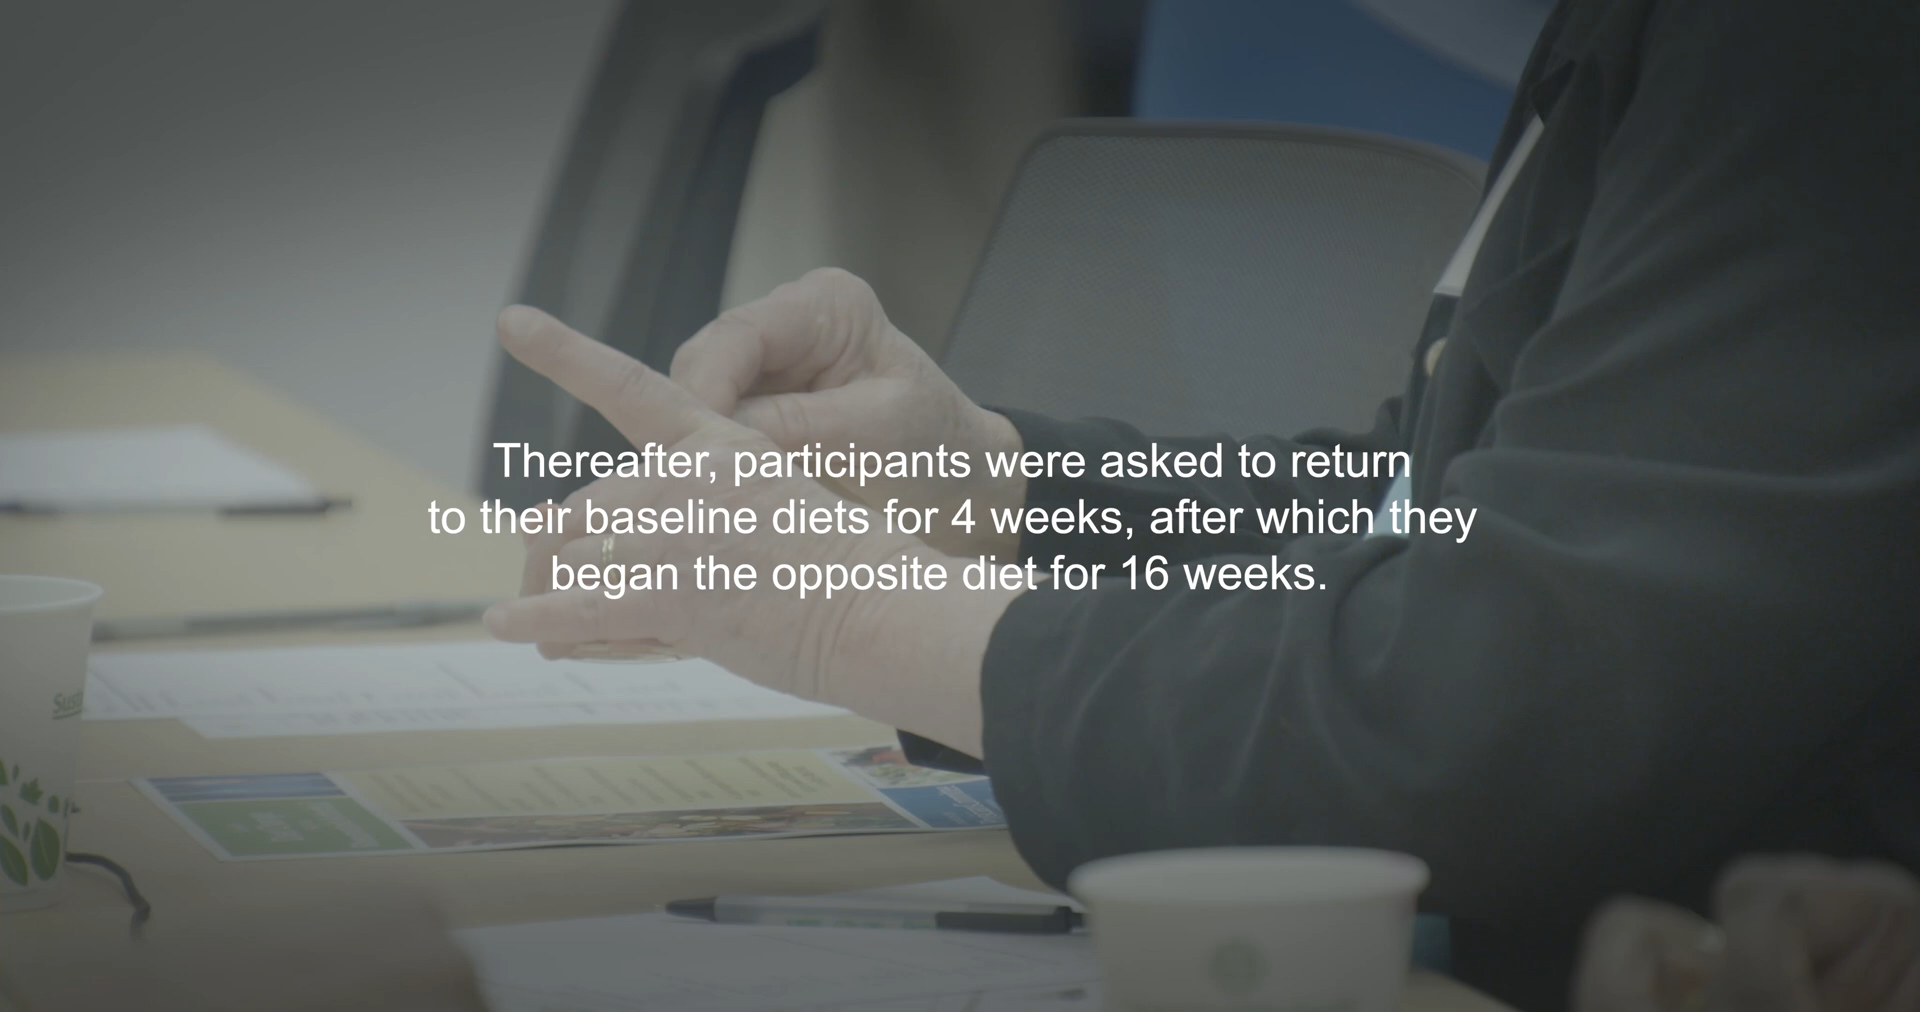 Thereafter, participants were asked to return
to their baseline diets for 4 weeks, after which they
began the opposite diet for 16 weeks.